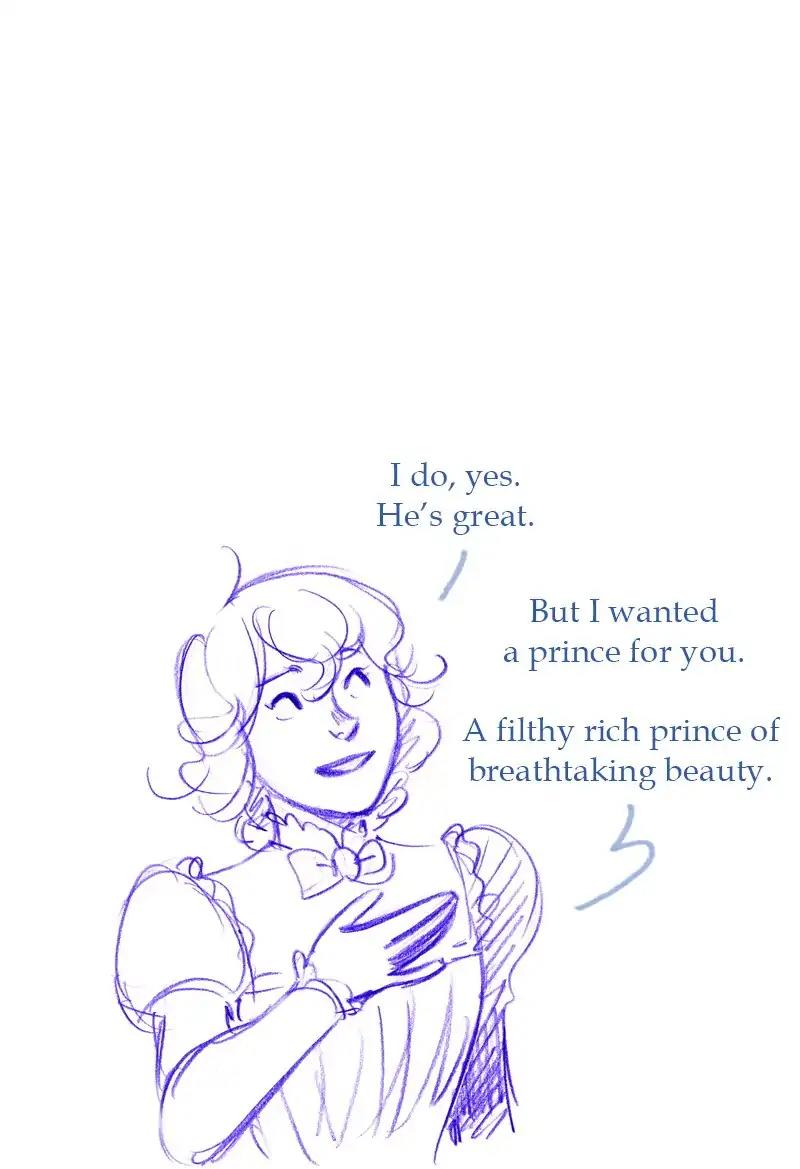 I do, yes.
He’s great.
But I wanted
a prince for you.
A filthy rich prince of
breathtaking beauty.